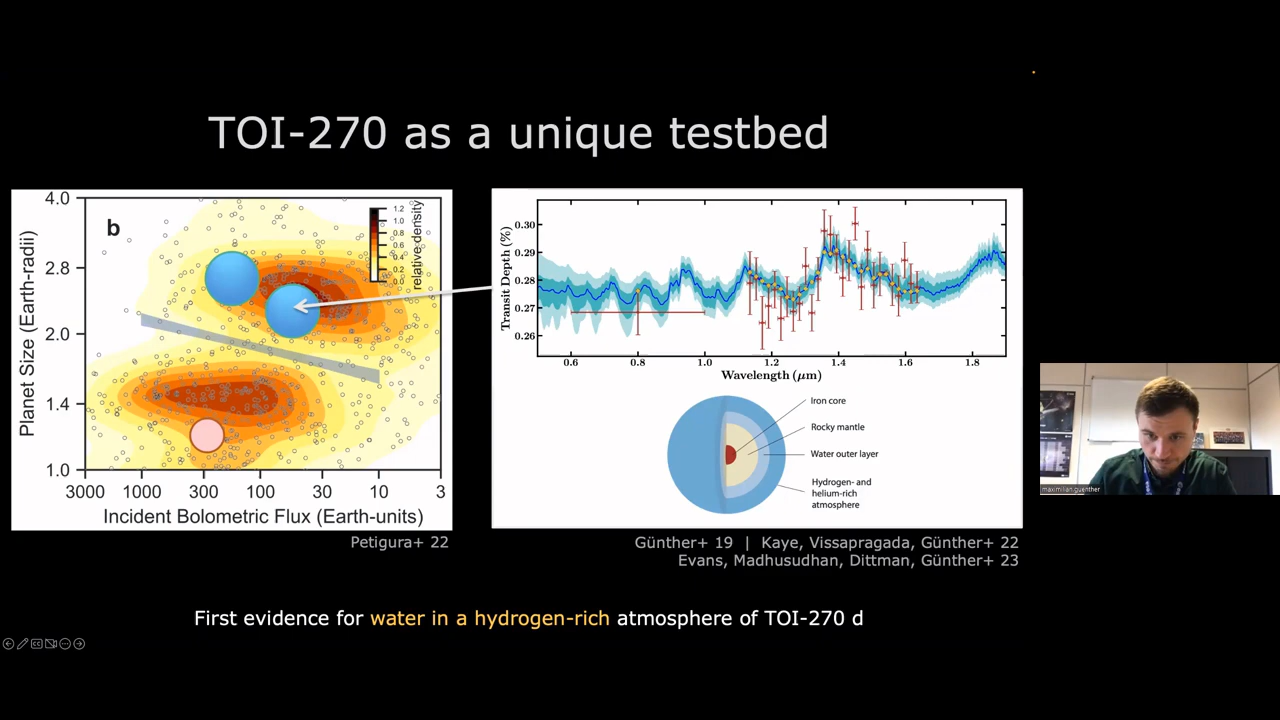 TOI-270 as a unique testbed
b
4.0
2.8
2.0
1.4
1.0
Planet Size (Earth-radii)
3000 1000 300 100 30 10 3
Incident Bolometric Flux (Earth-units)
1.2
1.0
0.8
0.6
0.4
0.2
0.0
relative density
Petigura+ 22
0.30
0.29
0.28
0.27
0.26
Transit Depth (%)
0.6 0.8 1.0 1.2 1.4 1.6 1.8
Wavelength (μm)
Iron core
Rocky mantle
Water outer layer
Hydrogen- and
helium-rich
atmosphere
Günther+ 19 | Kaye, Vissapragada, Günther+ 22
Evans, Madhusudhan, Dittman, Günther+ 23
maximilian.guenther
First evidence for water in a hydrogen-rich atmosphere of TOI-270 d
CC